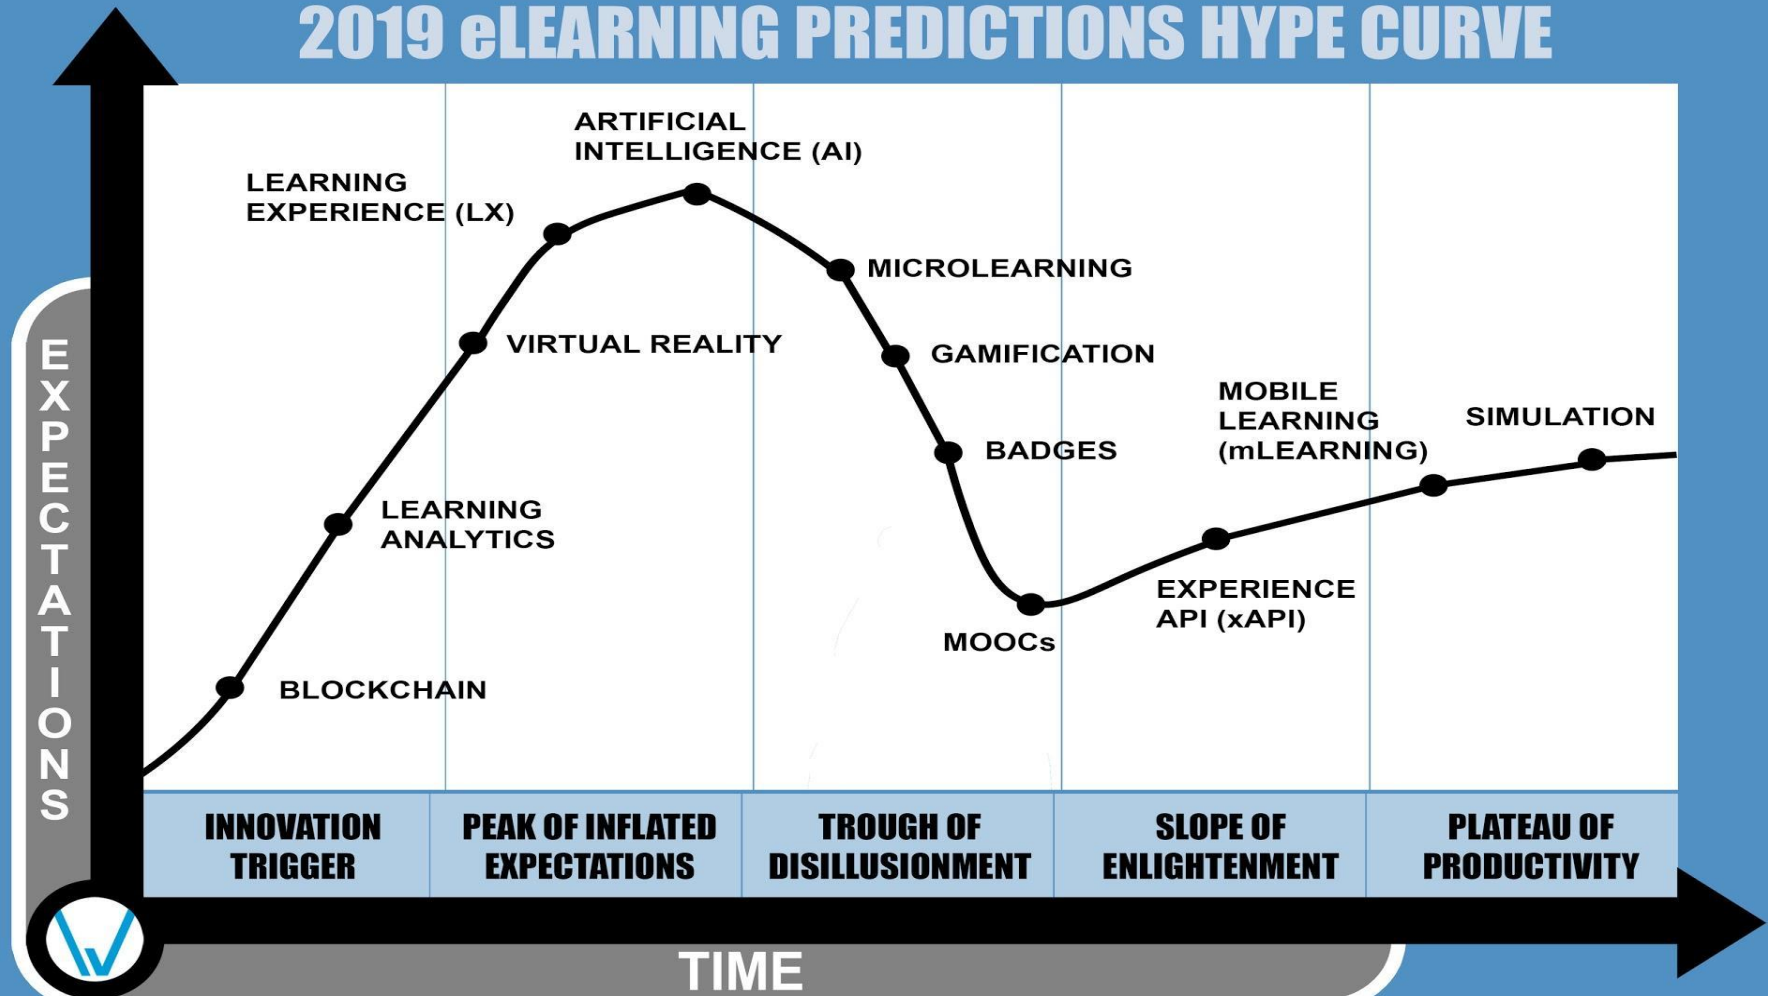 2019 eLEARNING PREDICTIONS HYPE CURVE
ARTIFICIAL
INTELLIGENCE (AI)
LEARNING
EXPERIENCE (LX)
MICROLEARNING
VIRTUAL REALITY
GAMIFICATION
MOBILE
LEARNING
(mLEARNING)
SIMULATION
BADGES
LEARNING
ANALYTICS
EXPERIENCE
API (xAPI)
MOOCs
BLOCKCHAIN
EXPECTATIONS
INNOVATION
TRIGGER
PEAK OF INFLATED
EXPECTATIONS
TROUGH OF
DISILLUSIONMENT
SLOPE OF
ENLIGHTENMENT
PLATEAU OF
PRODUCTIVITY
TIME